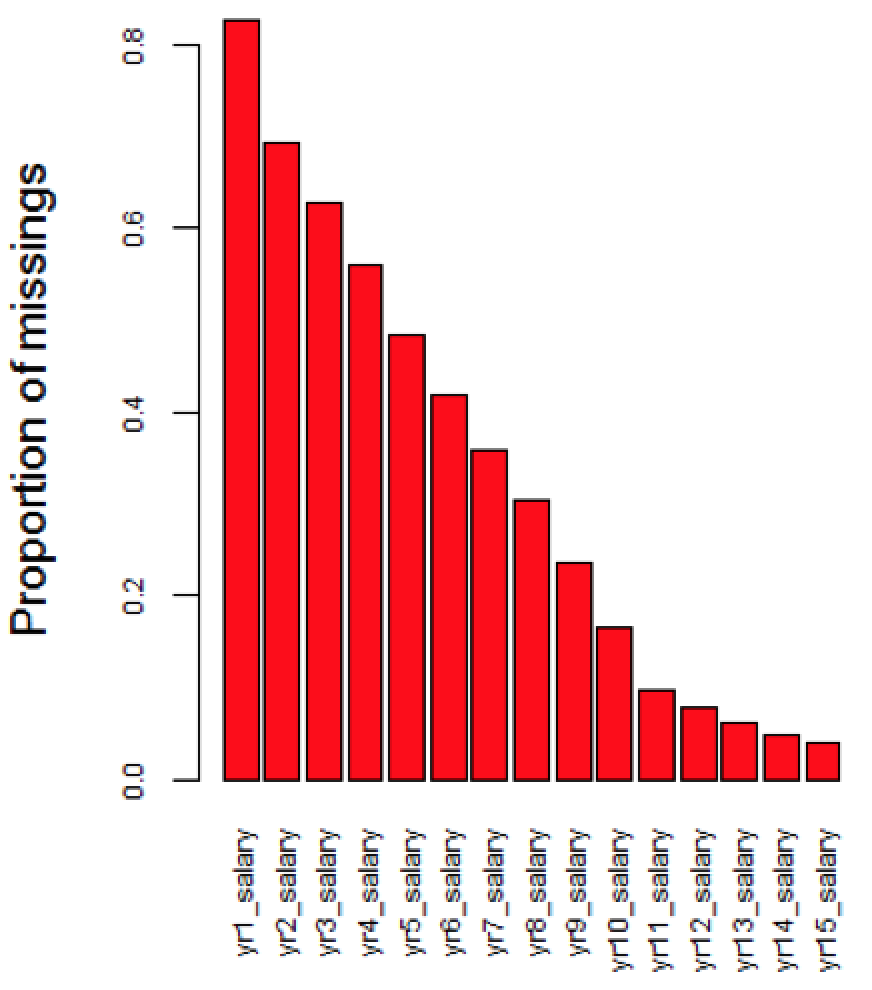 Proportion of missings
0.8
0.6
0.4
0.2
0.0
yr1_salary
yr2_salary
yr3_salary
yr4_salary
yr5_salary
yr6_salary
yr7_salary
yr8_salary
yr9_salary
yr10_salary
yr11_salary
yr12_salary
yr13_salary
yr14_salary
yr15_salary